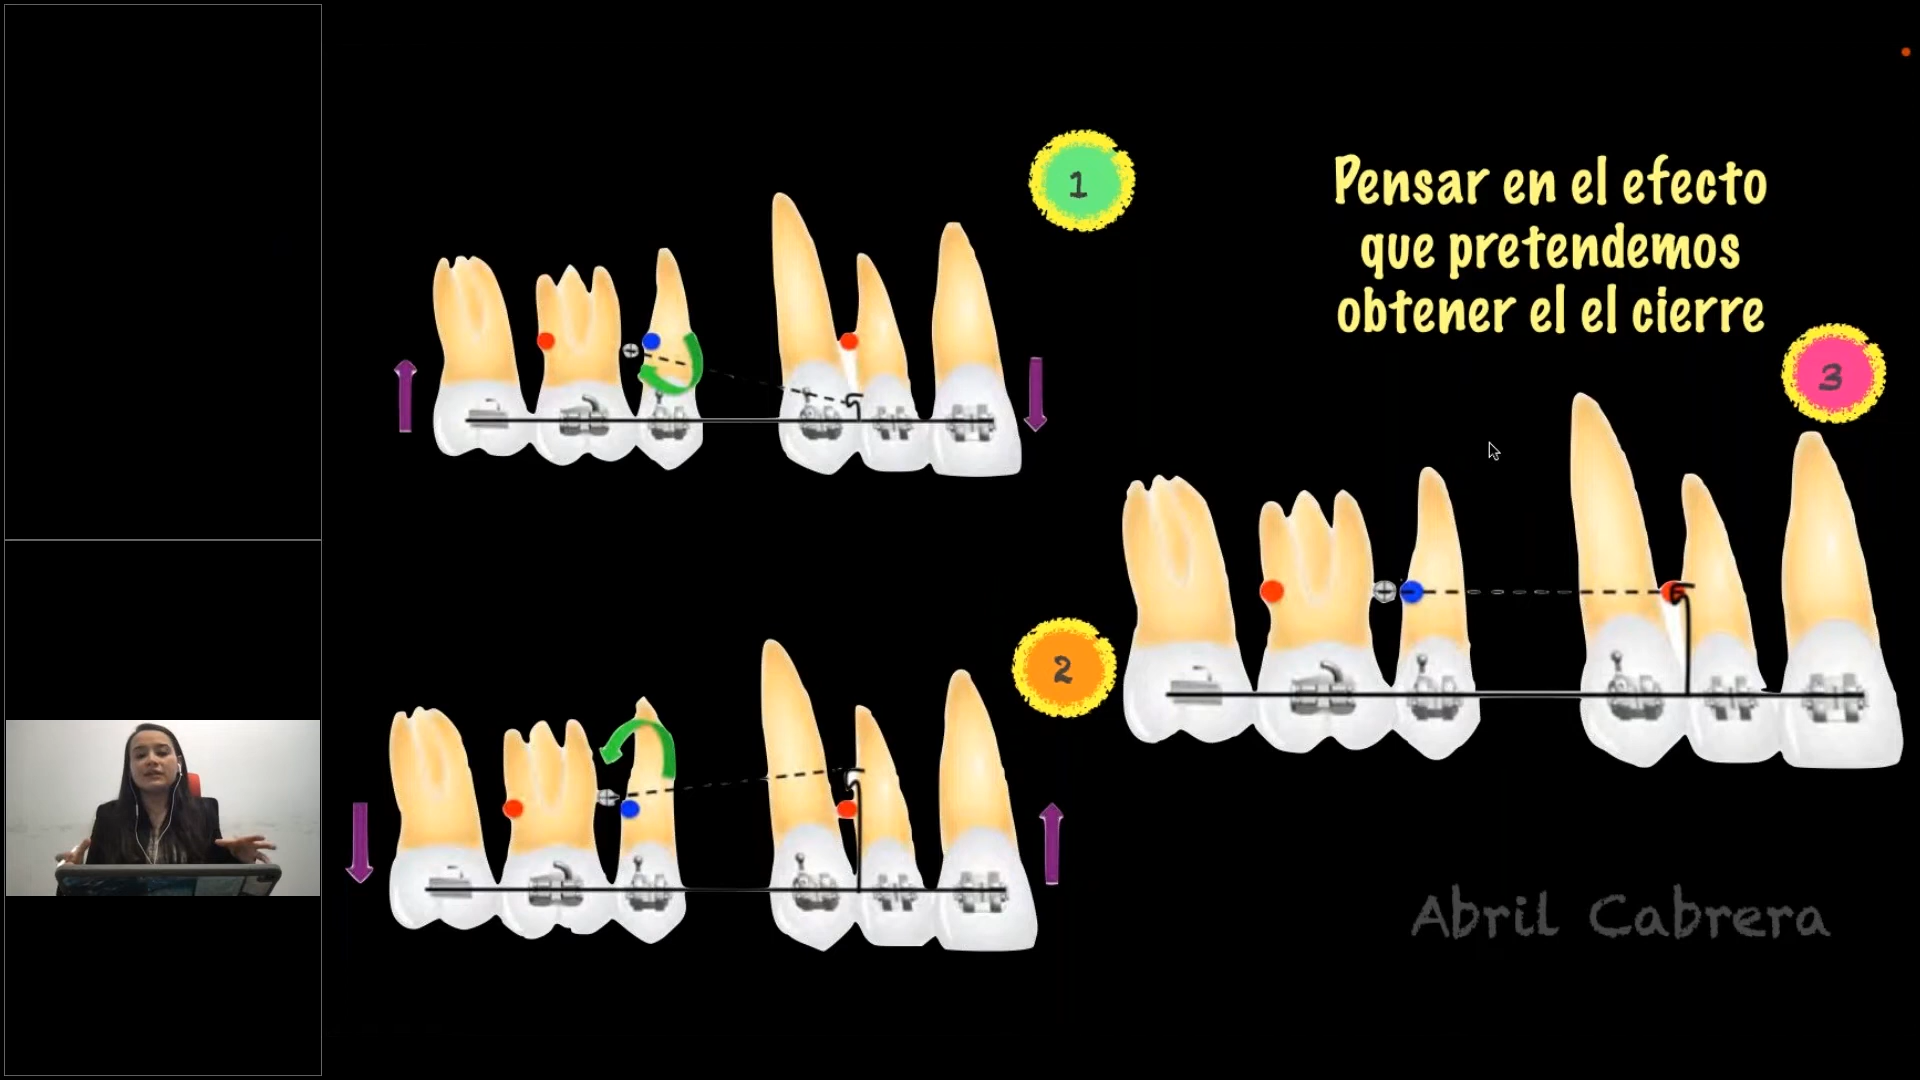 1
Pensar en el efecto
que pretendemos
obtener el el cierre
3
2
Abril Cabrera